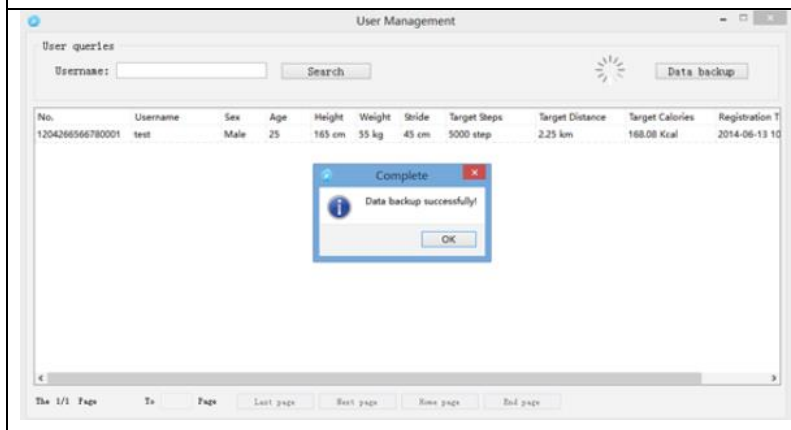 User Management
User queries
Username: Search Data backup
No. Username Sex Age Height Weight Stride Target Steps Target Distance Target Calories Registration T
1204266566780001 test Male 25 165 cm 55 kg 45 cm 5000 step 2.25 km 168.08 Kcal 2014-06-13 10
Complete
Data backup successfully!
OK
The 1/1 Page To Page Last page Next page Home page End page